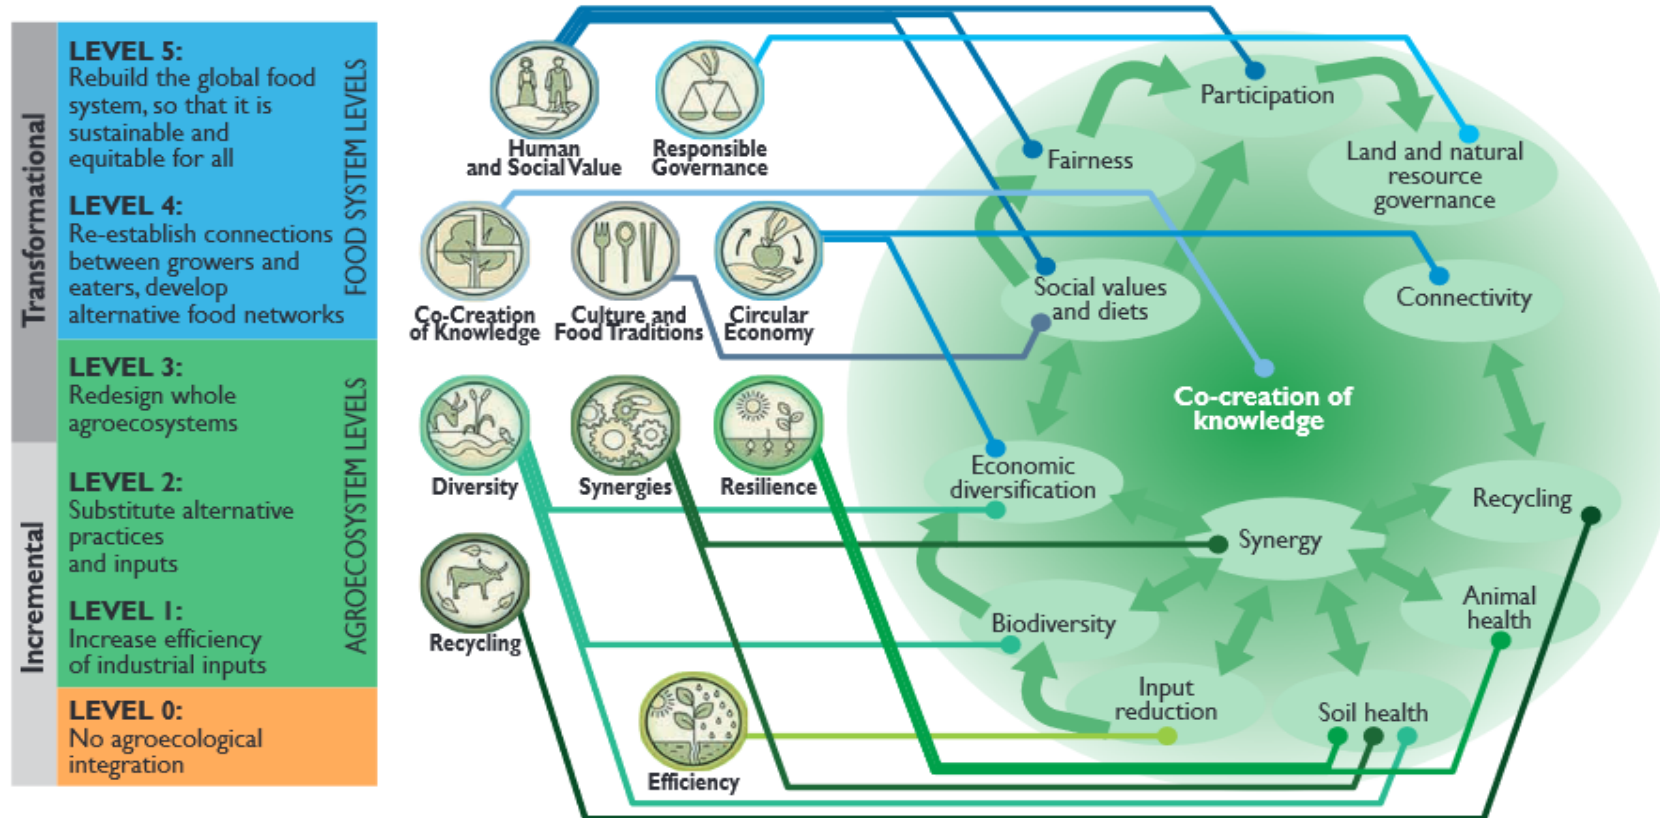 Transformational
Incremental
LEVEL 5:
Rebuild the global food
system, so that it is
sustainable and
equitable for all
LEVEL 4:
Re-establish connections
between growers and
eaters, develop
alternative food networks
FOOD SYSTEM LEVELS
LEVEL 3:
Redesign whole
agroecosystems
LEVEL 2:
Substitute alternative
practices
and inputs
LEVEL 1:
Increase efficiency
of industrial inputs
AGROECOSYSTEM LEVELS
LEVEL 0:
No agroecological
integration
Human
and Social Value
Responsible
Governance
Co-Creation
of Knowledge
Culture and
Food Traditions
Circular
Economy
Diversity
Synergies
Resilience
Recycling
Efficiency
Participation
Fairness
Land and natural
resource
governance
Social values
and diets
Connectivity
Co-creation of
knowledge
Economic
diversification
Recycling
Synergy
Biodiversity
Animal
health
Input
reduction
Soil health